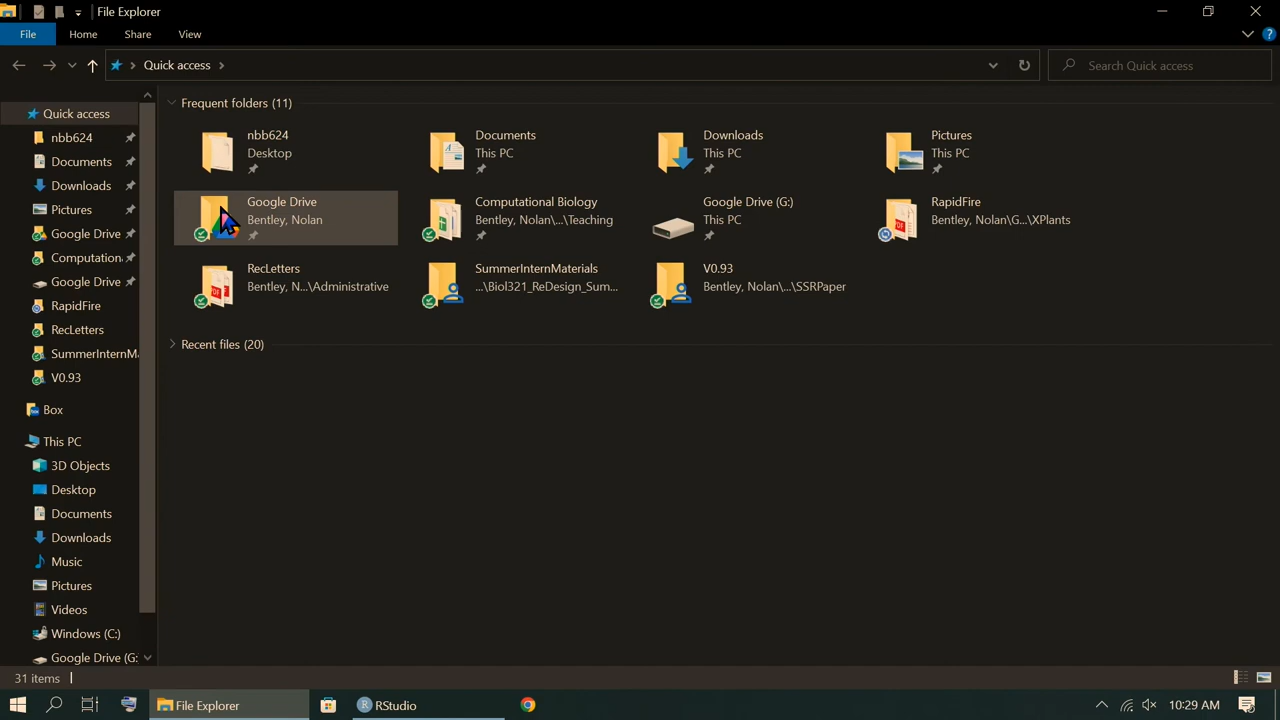 File Explorer
File
Home
Share
View
Quick access
Search Quick access
Quick access
nbb624
Documents
Downloads
Pictures
Google Drive
Computation
Google Drive
RapidFire
RecLetters
SummerInternMa
V0.93
Box
This PC
3D Objects
Desktop
Documents
Downloads
Music
Pictures
Videos
Windows (C:)
Google Drive (G:
Frequent folders (11)
nbb624
Desktop
Documents
This PC
Downloads
This PC
Pictures
This PC
Google Drive
Bentley, Nolan
Computational Biology
Bentley, Nolan\...\Teaching
Google Drive (G:)
This PC
RapidFire
Bentley, Nolan\G...\XPlants
RecLetters
Bentley, N...\Administrative
SummerInternMaterials
...\Biol321_ReDesign_Sum...
V0.93
Bentley, Nolan\...\SSRPaper
Recent files (20)
31 items
File Explorer
RStudio
10:29 AM